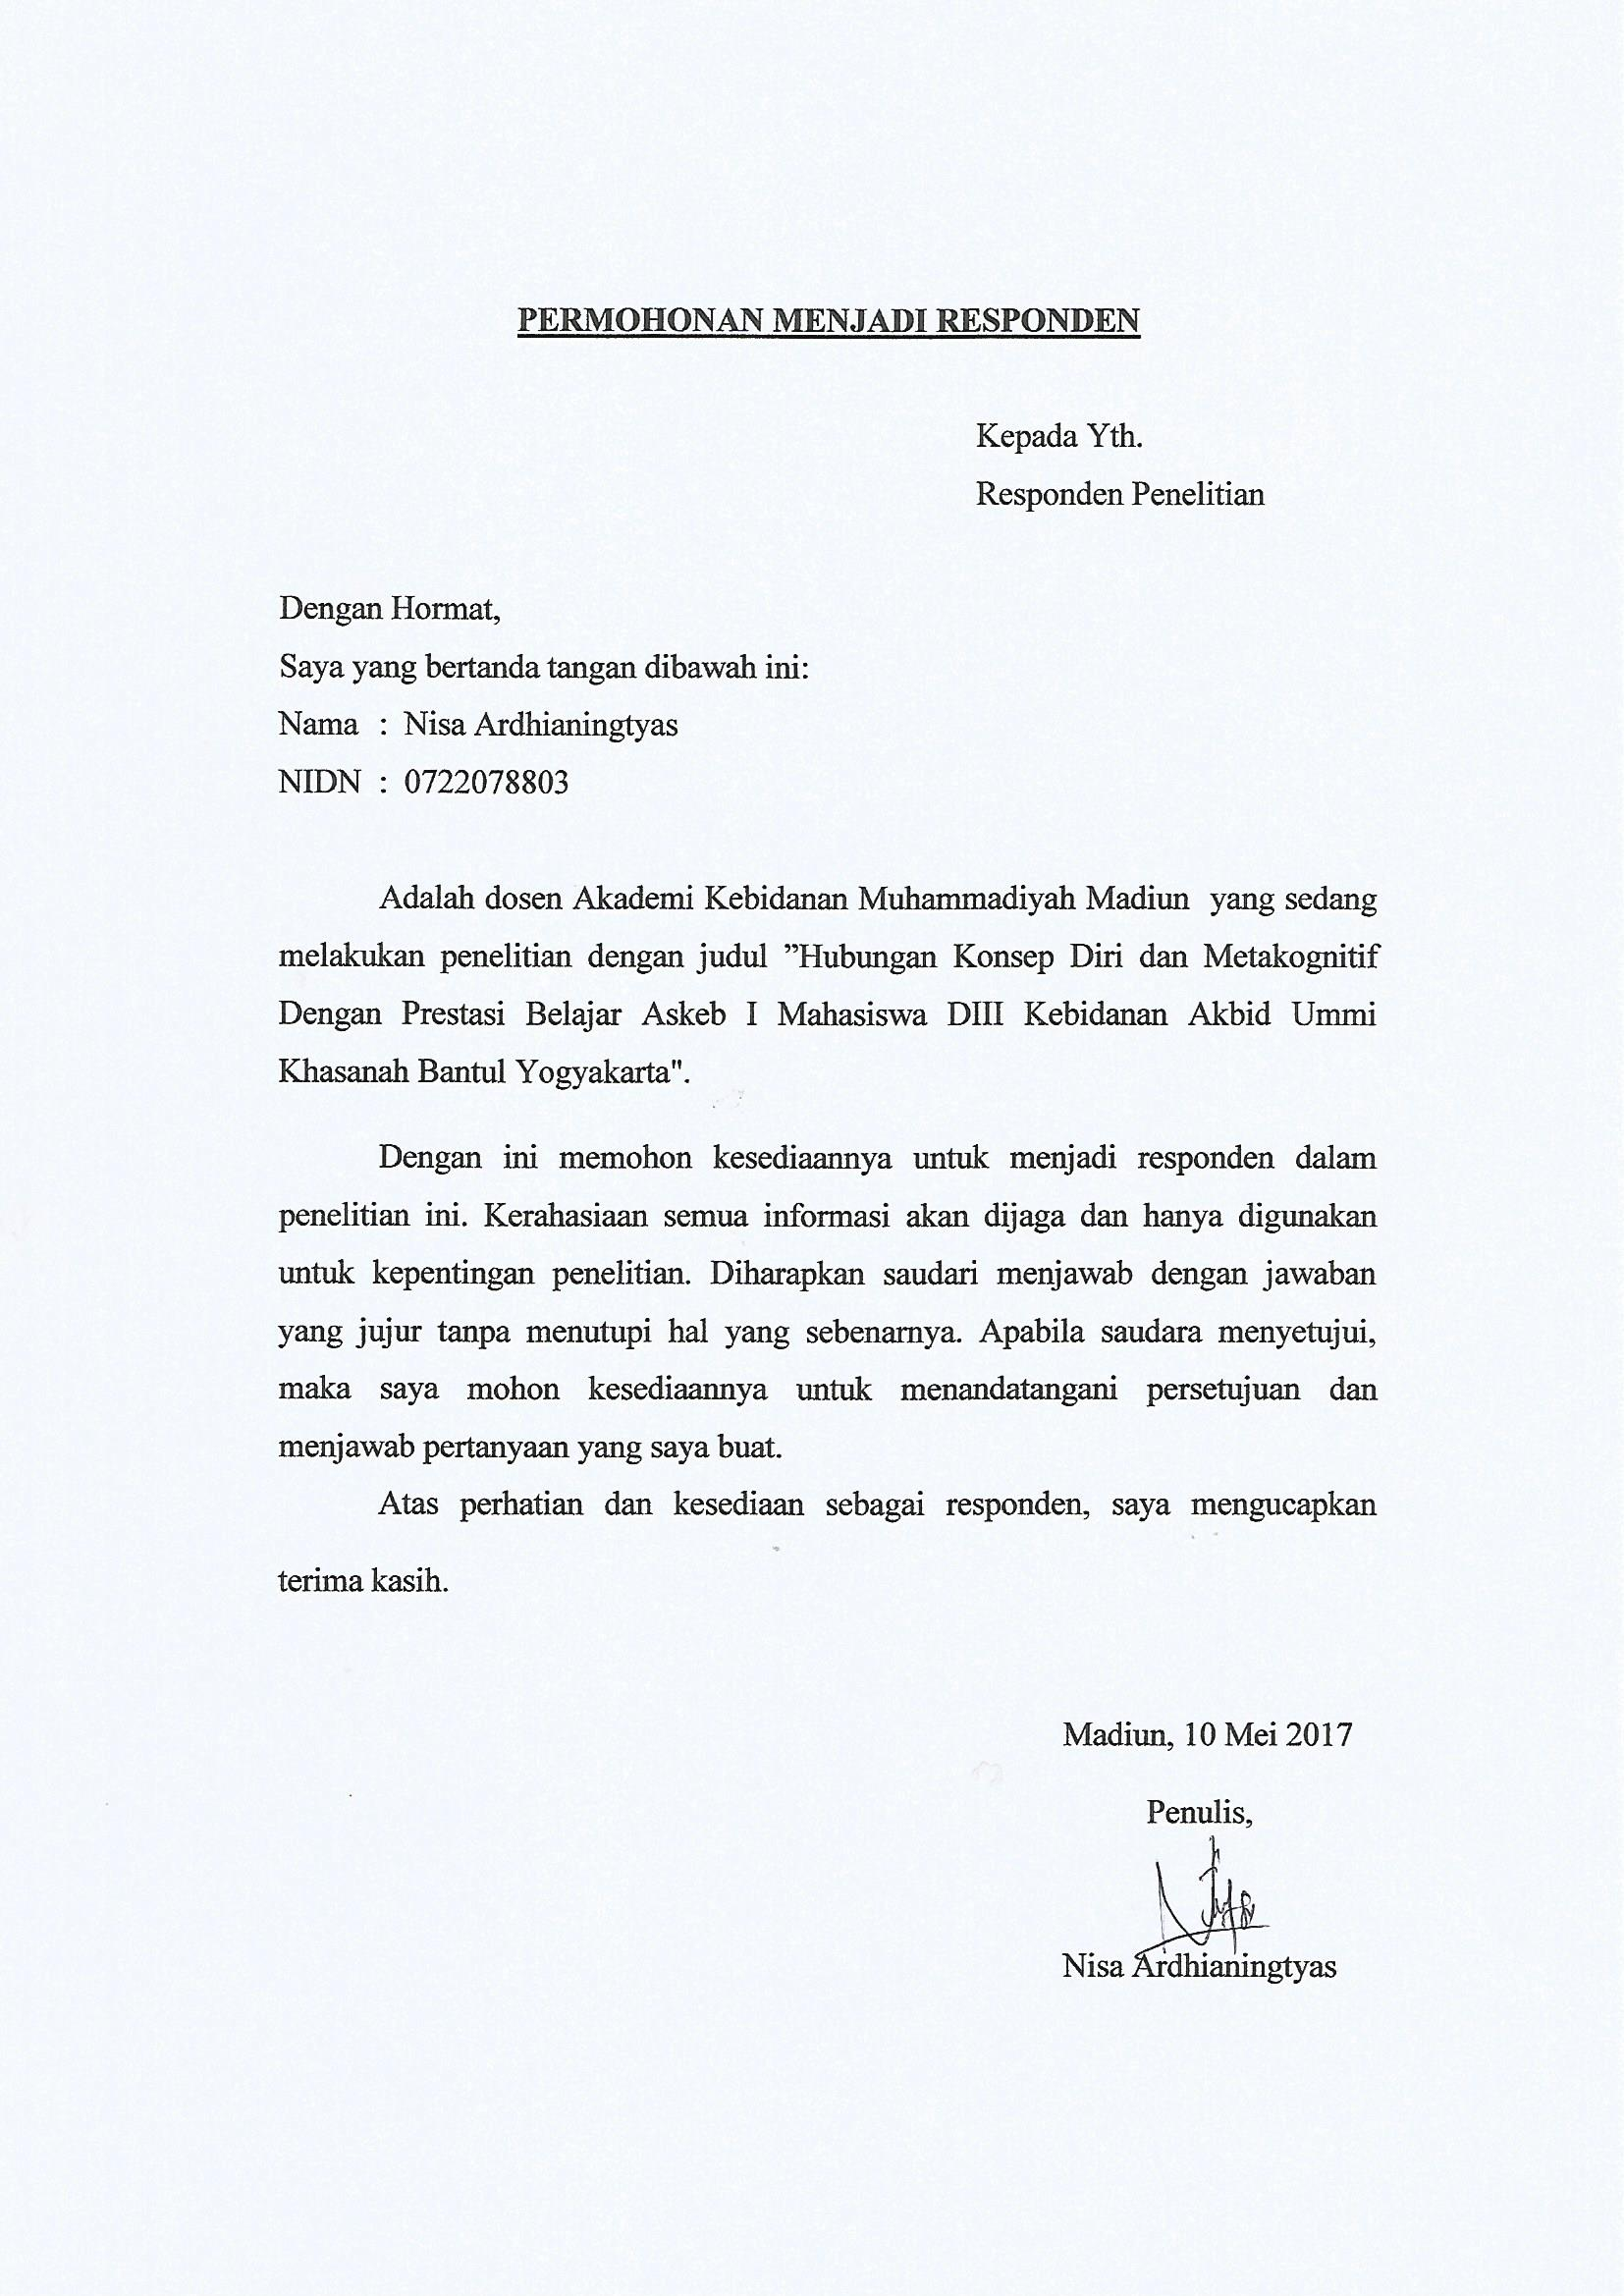 PERMOHONAN MENJADI RESPONDEN
Kepada Yth.
Responden Penelitian
Dengan Hormat,
Saya yang bertanda tangan dibawah ini:
Nama : Nisa Ardhianingtyas
NIDN : 0722078803
Adalah dosen Akademi Kebidanan Muhammadiyah Madiun yang sedang
melakukan penelitian dengan judul ”Hubungan Konsep Diri dan Metakognitif
Dengan Prestasi Belajar Askeb I Mahasiswa DIII Kebidanan Akbid Ummi
Khasanah Bantul Yogyakarta".
Dengan ini memohon kesediaannya untuk menjadi responden dalam
penelitian ini. Kerahasiaan semua informasi akan dijaga dan hanya digunakan
untuk kepentingan penelitian. Diharapkan saudari menjawab dengan jawaban
yang jujur tanpa menutupi hal yang sebenarnya. Apabila saudara menyetujui,
maka saya mohon kesediaannya untuk menandatangani persetujuan dan
menjawab pertanyaan yang saya buat.
Atas perhatian dan kesediaan sebagai responden, saya mengucapkan
terima kasih.
Madiun, 10 Mei 2017
Penulis,
Nisa Ardhianingtyas